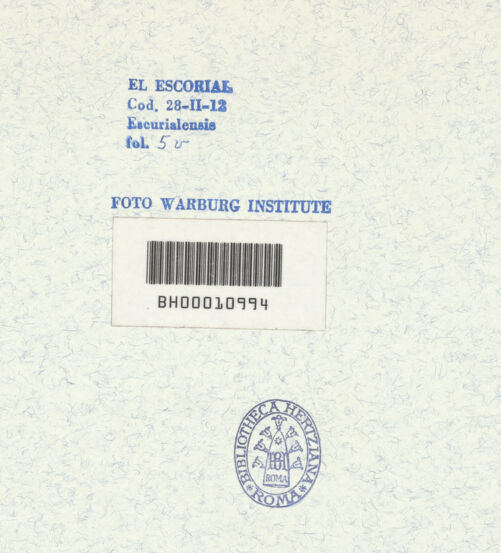 EL ESCORIAL
Cod. 28-II-12
Escurialensis
fol. 5 v
FOTO WARBURG INSTITUTE
BH00010994
BIBLIOTHECA HERTZIANA
ROMA
*ROMA*